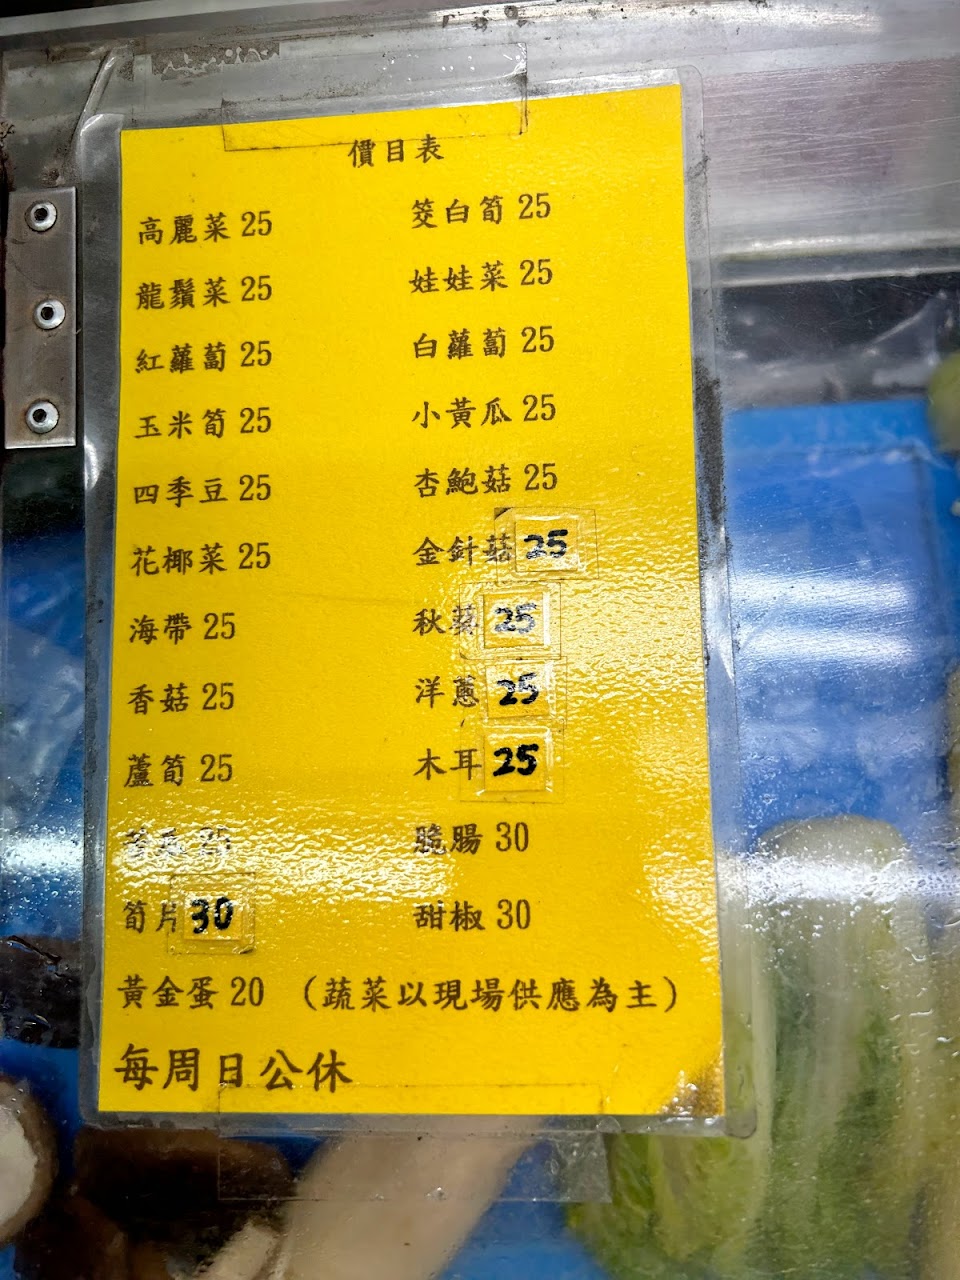 價目表
高麗菜 25
筊白筍 25
龍鬚菜 25
娃娃菜 25
紅蘿蔔 25
白蘿蔔 25
玉米筍 25
小黃瓜 25
四季豆 25
杏鮑菇 25
花椰菜 25
金針菇 25
海帶 25
秋葵 25
香菇 25
洋蔥 25
蘆筍 25
木耳 25
25
脆腸 30
筍片 30
甜椒 30
黃金蛋 20 （蔬菜以現場供應為主）
每周日公休